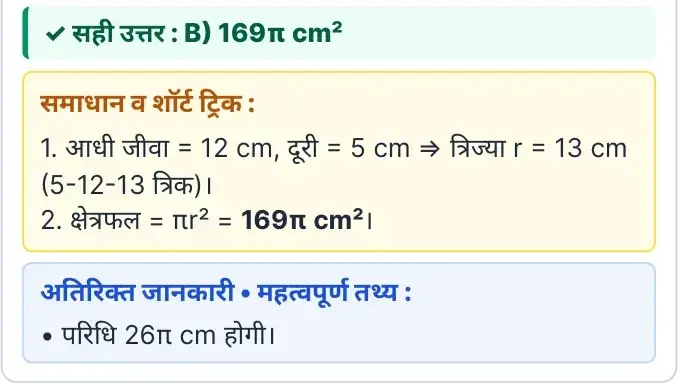 ✓ सही उत्तर : B) 169π cm²
समाधान व शॉर्ट ट्रिक :
1. आधी जीवा = 12 cm, दूरी = 5 cm ⇒ त्रिज्या r = 13 cm
(5-12-13 त्रिक)।
2. क्षेत्रफल = πr² = 169π cm²।
अतिरिक्त जानकारी • महत्वपूर्ण तथ्य :
• परिधि 26π cm होगी।